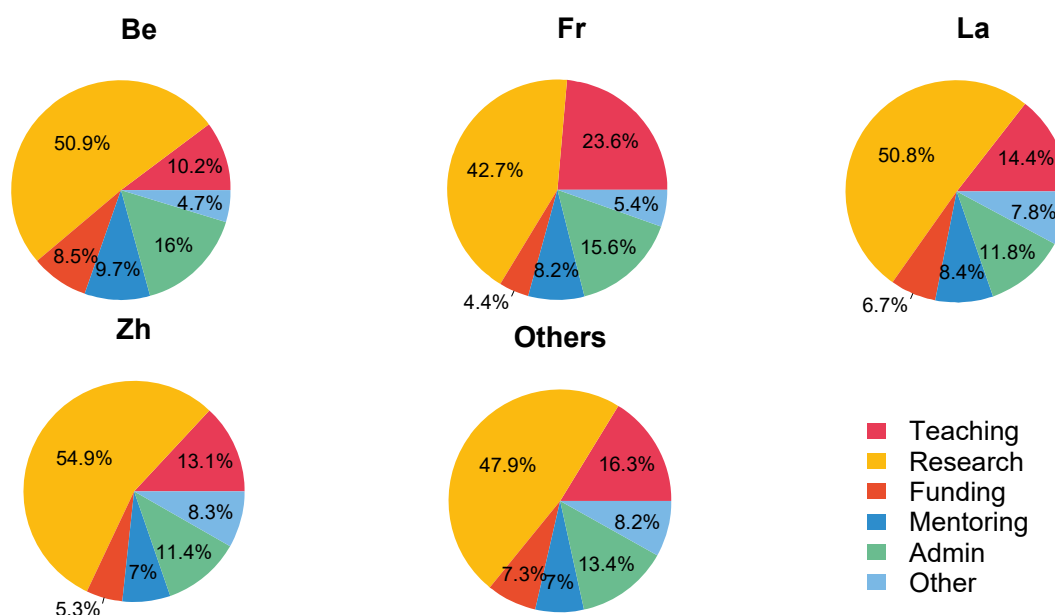 Be
50.9%
10.2%
4.7%
16%
9.7%
8.5%
Fr
42.7%
23.6%
5.4%
15.6%
8.2%
4.4%
La
50.8%
14.4%
7.8%
11.8%
8.4%
6.7%
Zh
54.9%
13.1%
8.3%
11.4%
7%
5.3%
Others
47.9%
16.3%
8.2%
13.4%
7%
7.3%
Teaching
Research
Funding
Mentoring
Admin
Other